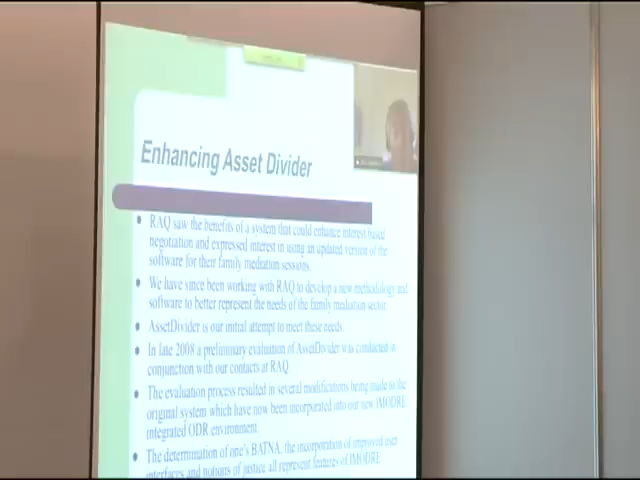 Enhancing Asset Divider
RAQ saw the benefits of a system that could enhance interest based
negotiation and expressed interest in using an updated version of the
software for their family mediation sessions.
We have since been working with RAQ to develop a new methodology and
software to better represent the needs of the family mediation sector.
AssetDivider is our initial attempt to meet these needs.
In late 2008 a preliminary evaluation of AssetDivider was conducted in
conjunction with our contacts at RAQ.
The evaluation process resulted in several modifications being made to the
original system which have now been incorporated into our new IMODRE
integrated ODR environment.
The determination of one's BATNA, the incorporation of improved user
interfaces and notions of justice all represent features of IMODRE